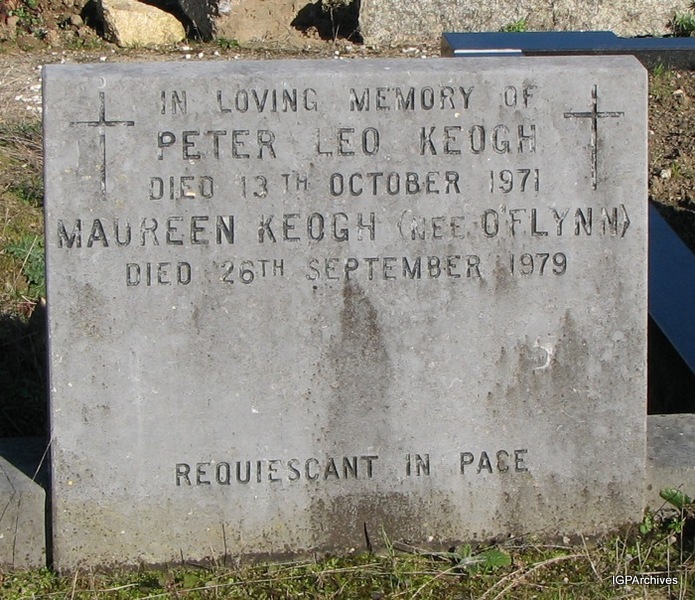 IN LOVING MEMORY OF
PETER LEO KEOGH
DIED 13TH OCTOBER 1971
MAUREEN KEOGH (NEE O'FLYNN)
DIED 26TH SEPTEMBER 1979
REQUIESCANT IN PACE
IGPArchives